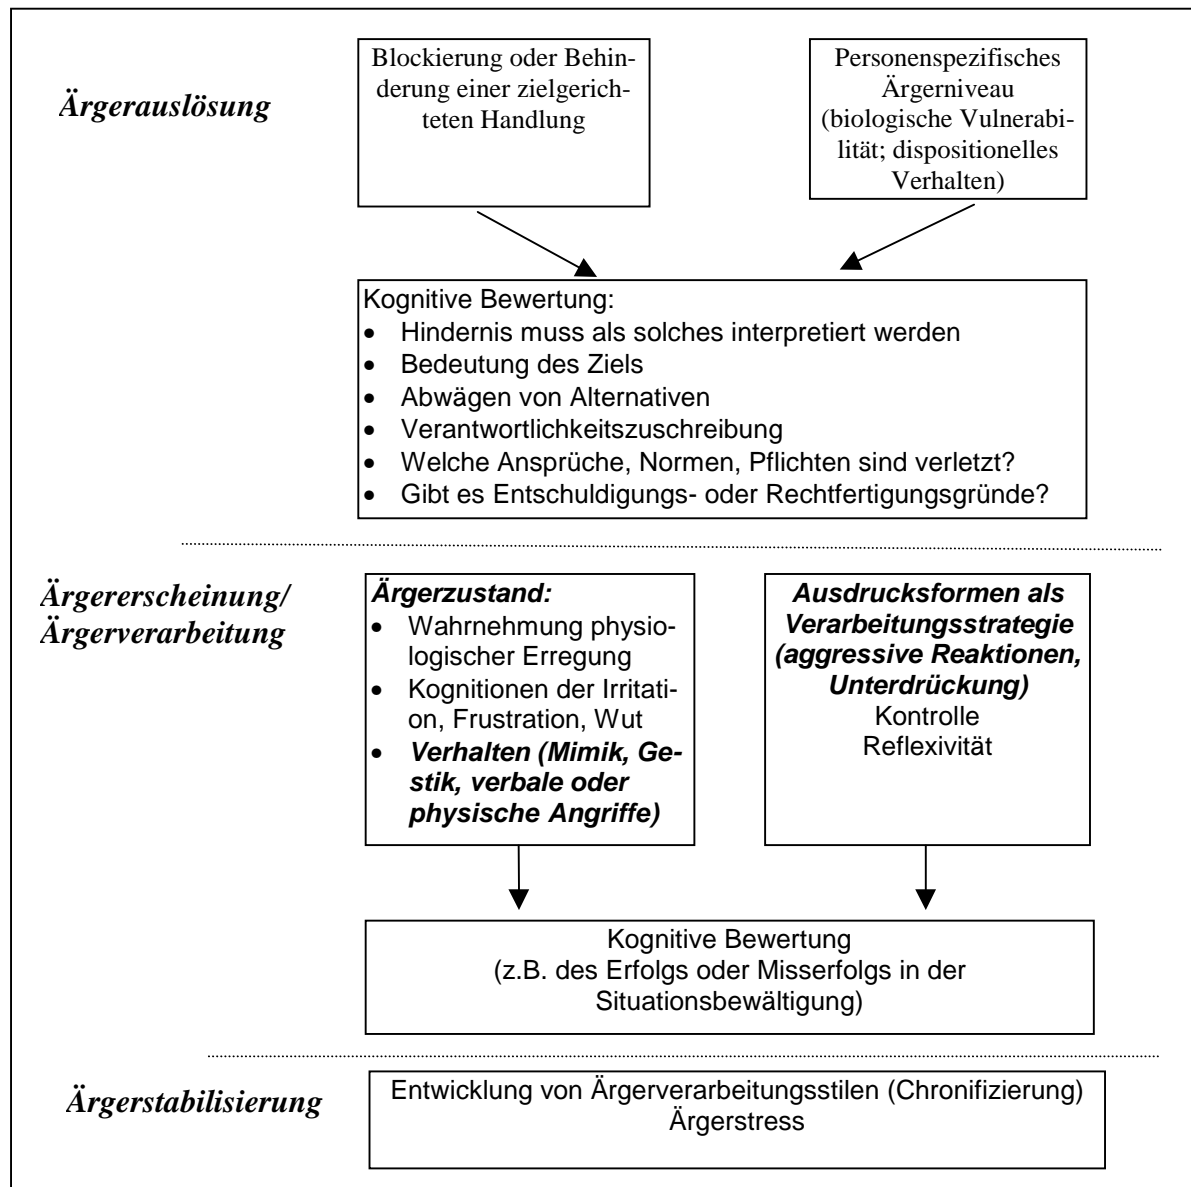 Ärgerauslösung
Blockierung oder Behin-
derung einer zielgerich-
teten Handlung
Personenspezifisches
Ärgerniveau
(biologische Vulnerabi-
lität; dispositionelles
Verhalten)
Kognitive Bewertung:
• Hindernis muss als solches interpretiert werden
• Bedeutung des Ziels
• Abwägen von Alternativen
• Verantwortlichkeitszuschreibung
• Welche Ansprüche, Normen, Pflichten sind verletzt?
• Gibt es Entschuldigungs- oder Rechtfertigungsgründe?
Ärgererscheinung/
Ärgerverarbeitung
Ärgerzustand:
• Wahrnehmung physio-
logischer Erregung
• Kognitionen der Irritati-
on, Frustration, Wut
• Verhalten (Mimik, Ge-
stik, verbale oder
physische Angriffe)
Ausdrucksformen als
Verarbeitungsstrategie
(aggressive Reaktionen,
Unterdrückung)
Kontrolle
Reflexivität
Kognitive Bewertung
(z.B. des Erfolgs oder Misserfolgs in der
Situationsbewältigung)
Ärgerstabilisierung
Entwicklung von Ärgerverarbeitungsstilen (Chronifizierung)
Ärgerstress